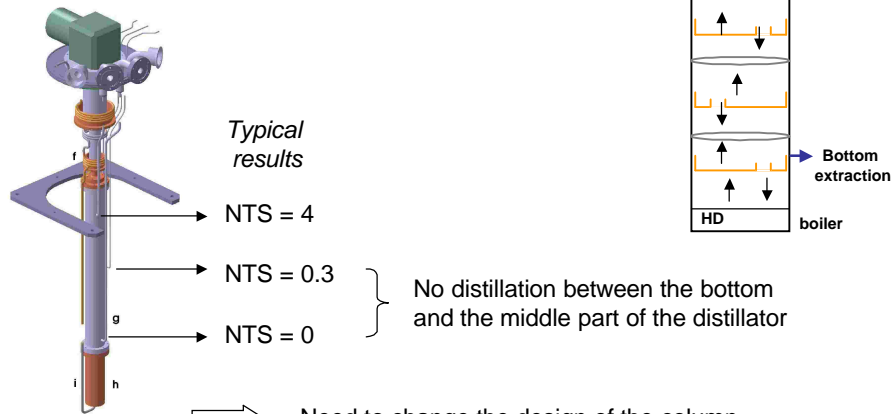 Typical
results
f
NTS = 4
NTS = 0.3
g
NTS = 0
i
h
No distillation between the bottom
and the middle part of the distillator
Bottom
extraction
HD
boiler
Need to change the design of the column